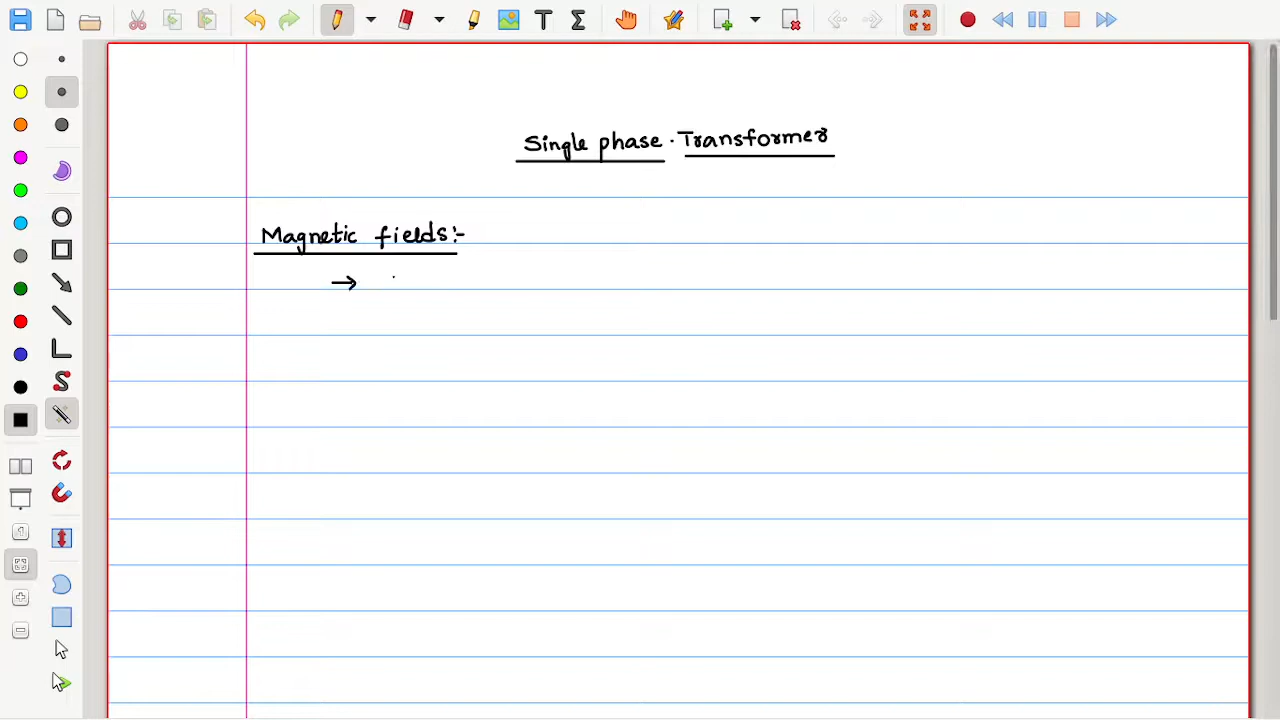 Single phase . Transformer
Magnetic fields:-
→